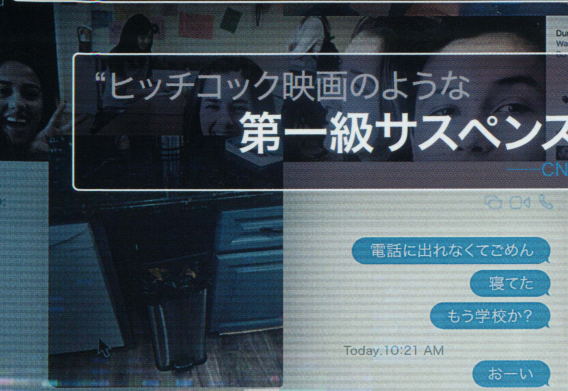 “ヒッチコック映画のような
第一級サスペンス
CN
電話に出れなくてごめん
寝てた
もう学校か?
Today.10:21 AM
おーい